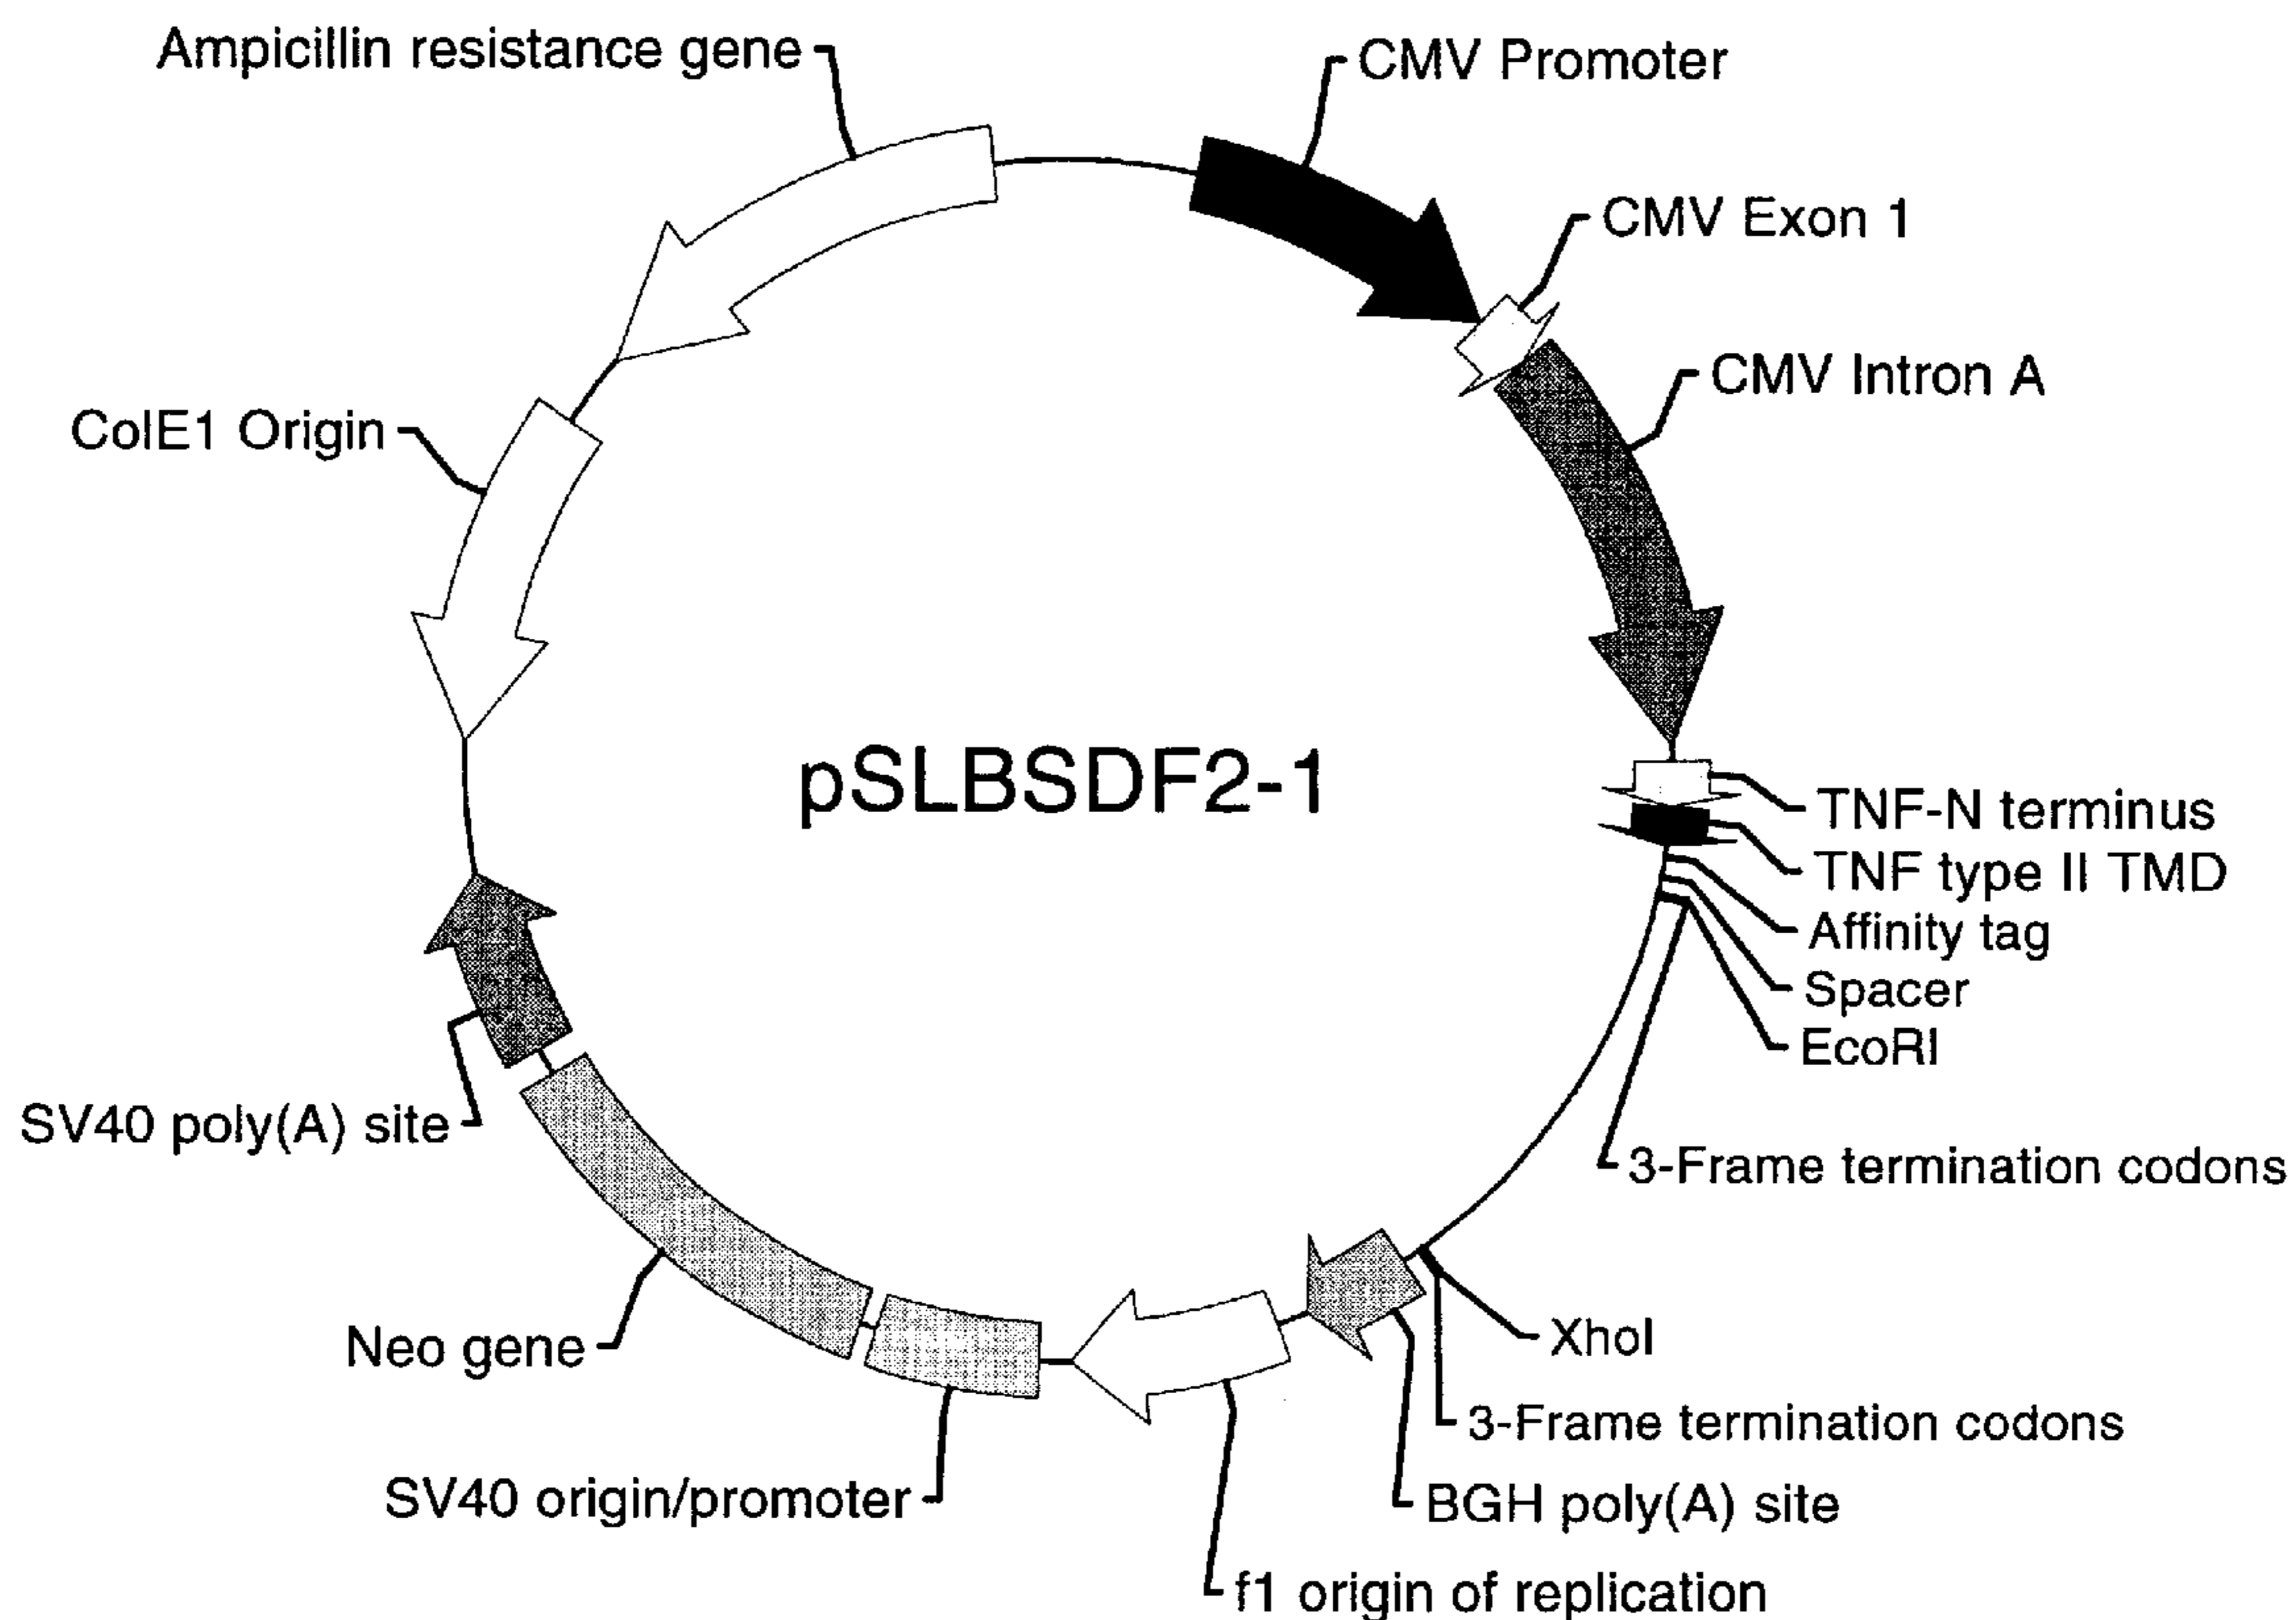 Ampicillin resistance gene
CMV Promoter
CMV Exon 1
CMV Intron A
ColE1 Origin
pSLBSDF2-1
TNF-N terminus
TNF type II TMD
Affinity tag
Spacer
EcoRI
SV40 poly(A) site
3-Frame termination codons
Neo gene
XhoI
3-Frame termination codons
SV40 origin/promoter
BGH poly(A) site
f1 origin of replication